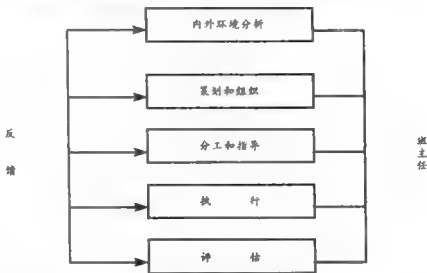 内外环境分析
策划和组织
分工和指导
执 行
评 估
反
馈
班
主
任